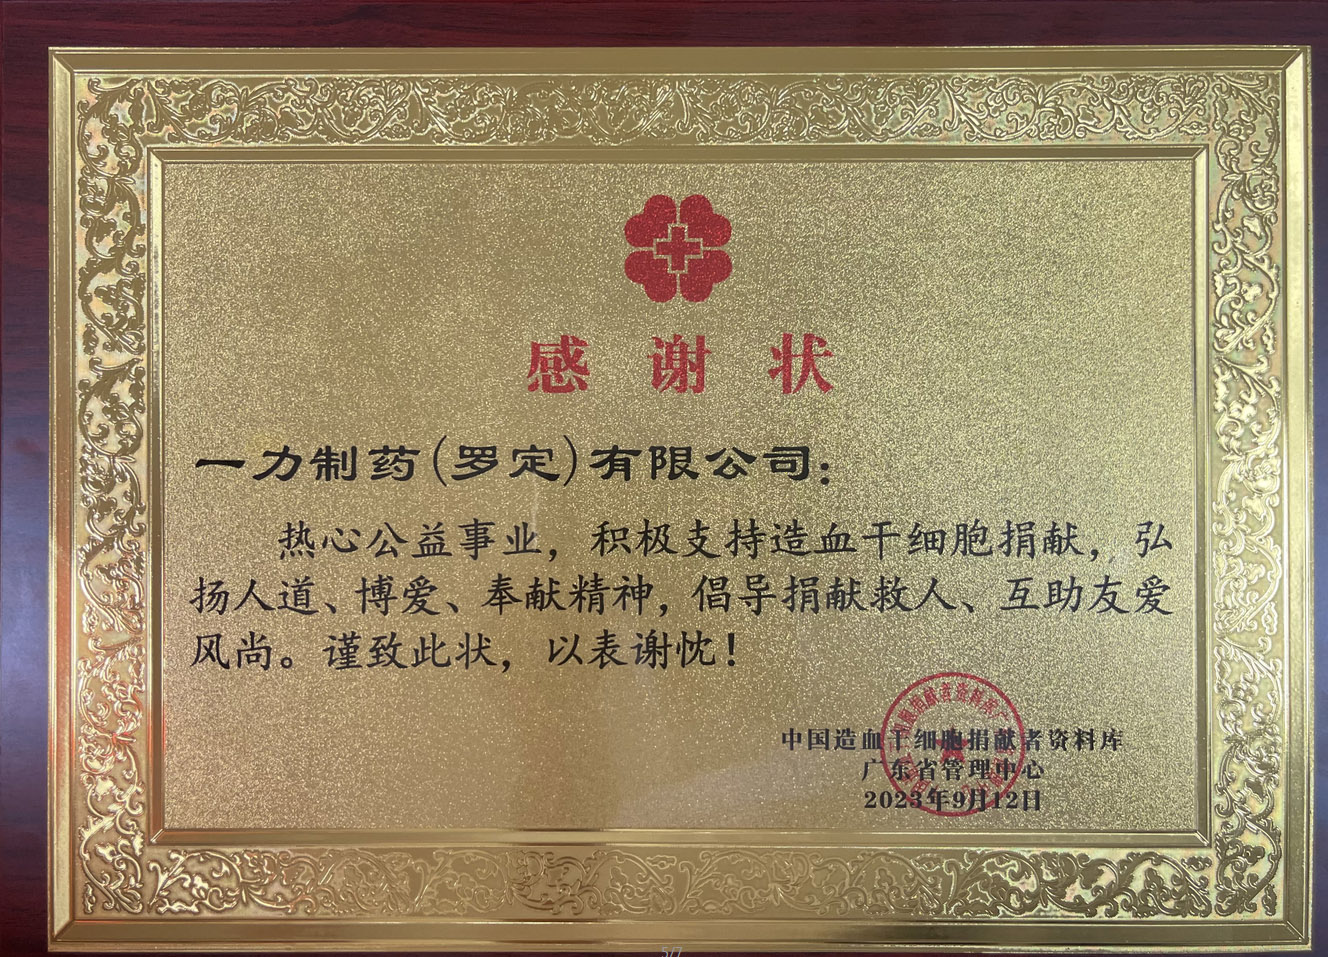 感谢状
一力制药(罗定)有限公司:
热心公益事业，积极支持造血干细胞捐献，弘
扬人道、博爱、奉献精神，倡导捐献救人、互助友爱
风尚。谨致此状，以表谢忱！
中国造血干细胞捐献者资料库
广东省管理中心
2023年9月12日
5/7